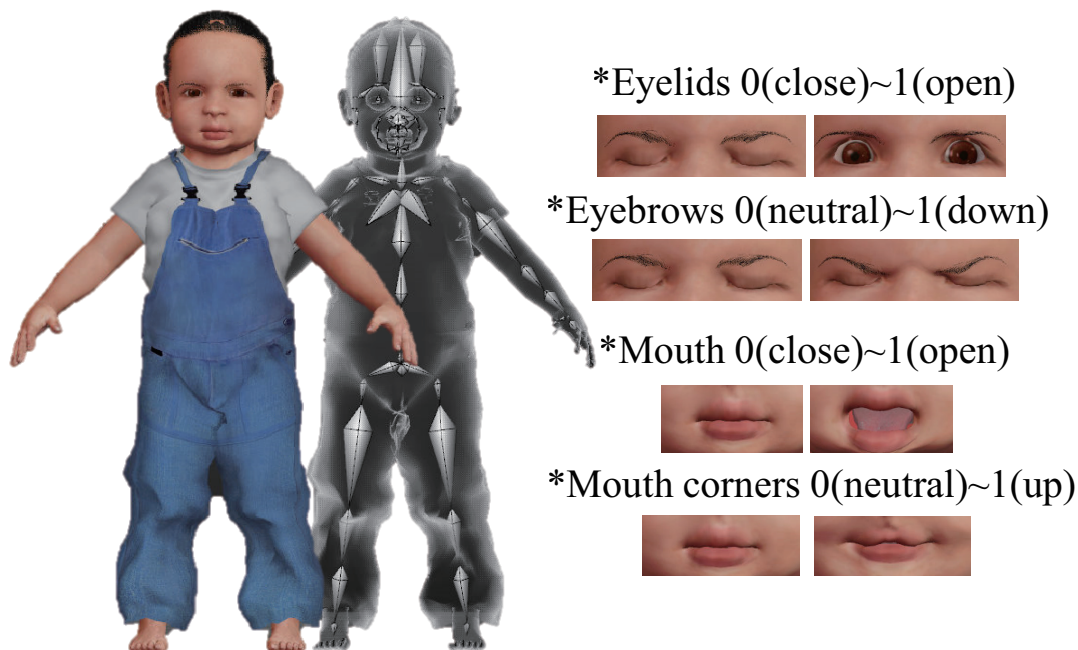 *Eyelids 0(close)~1(open)
*Eyebrows 0(neutral)~1(down)
*Mouth 0(close)~1(open)
*Mouth corners 0(neutral)~1(up)